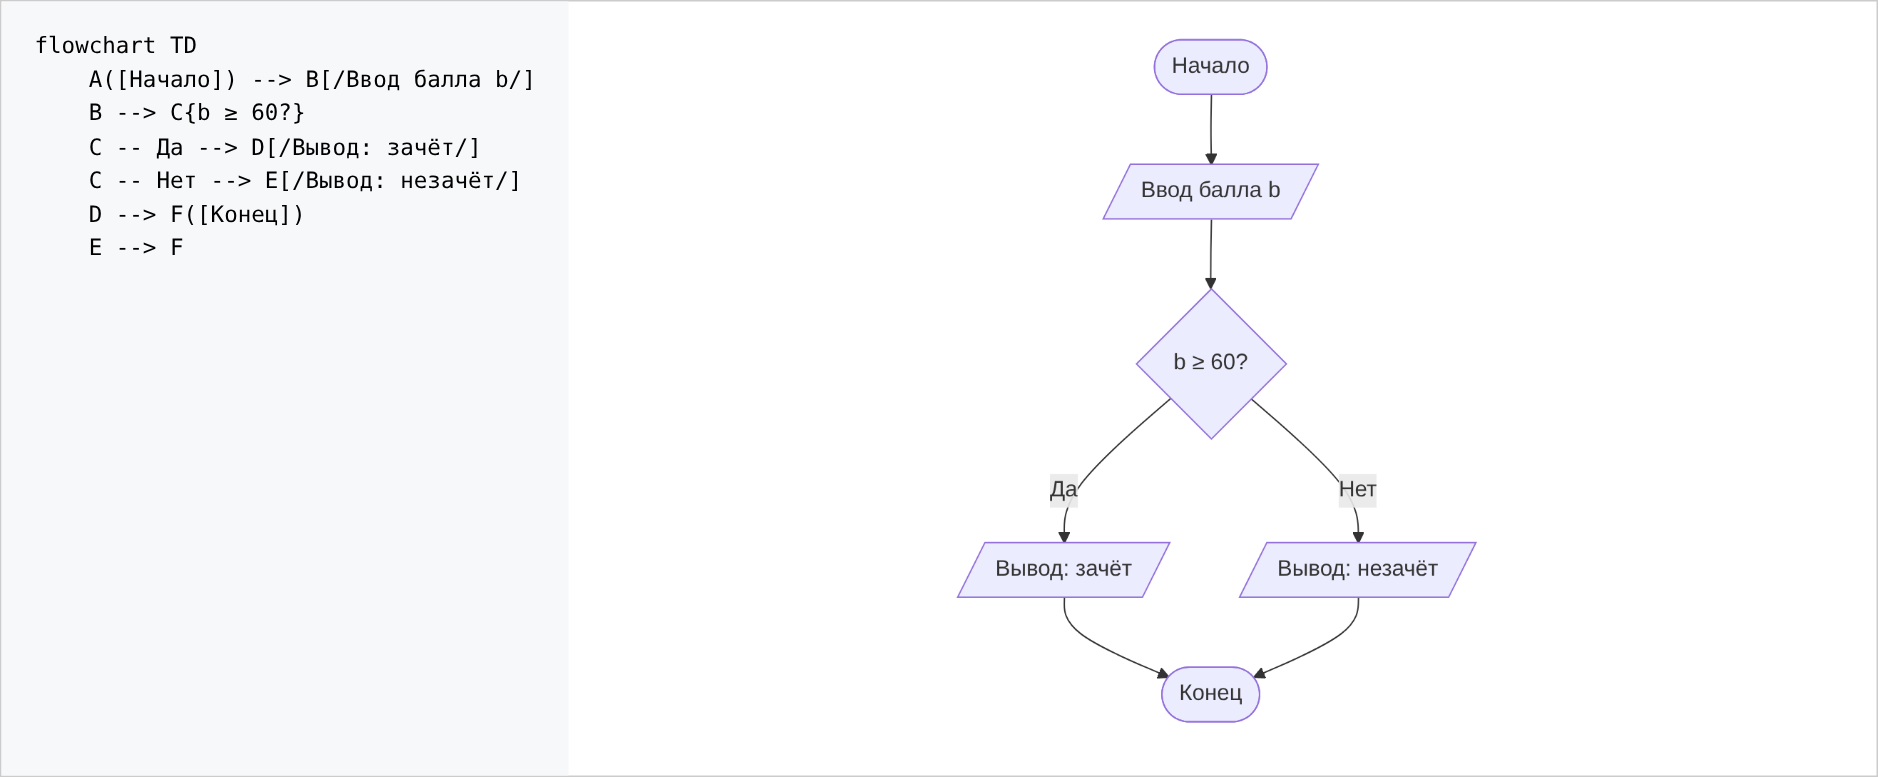 flowchart TD
    A([Начало]) --> B[/Ввод балла b/]
    B --> C{b ≥ 60?}
    C -- Да --> D[/Вывод: зачёт/]
    C -- Нет --> E[/Вывод: незачёт/]
    D --> F([Конец])
    E --> F
Начало
Ввод балла b
b ≥ 60?
Да
Нет
Вывод: зачёт
Вывод: незачёт
Конец